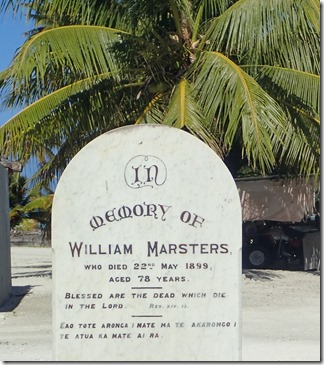 IN
MEMORY OF
WILLIAM MARSTERS,
WHO DIED 22ND MAY 1899,
AGED 78 YEARS.
BLESSED ARE THE DEAD WHICH DIE
IN THE LORD. REV. XIV. 13.
EAO TOTE ARONGA I MATE MA TE AKARONGO I
TE ATUA KA MATE AI RA.